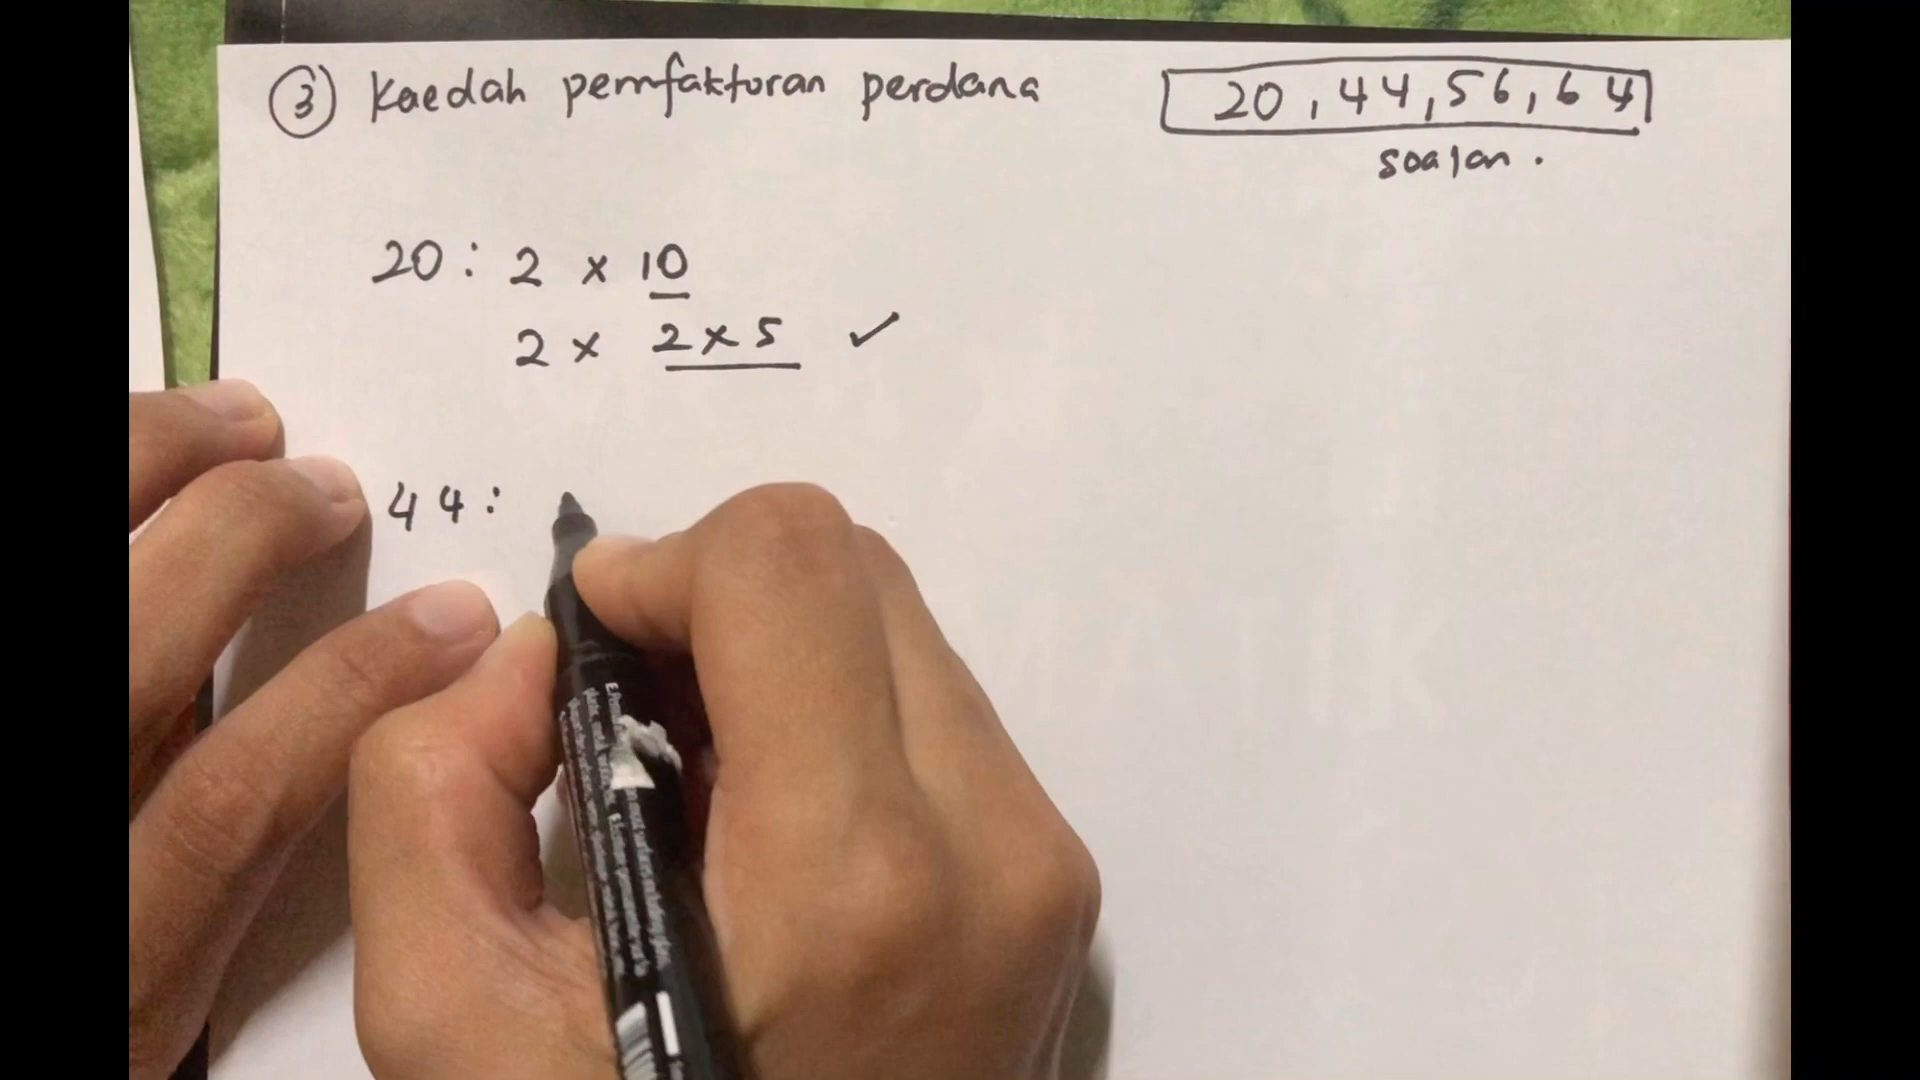 3 Kaedah pemfaktoran perdana
20, 44, 56, 64
soalan.
20: 2 x 10
2 x 2 x 5 ✓
44: